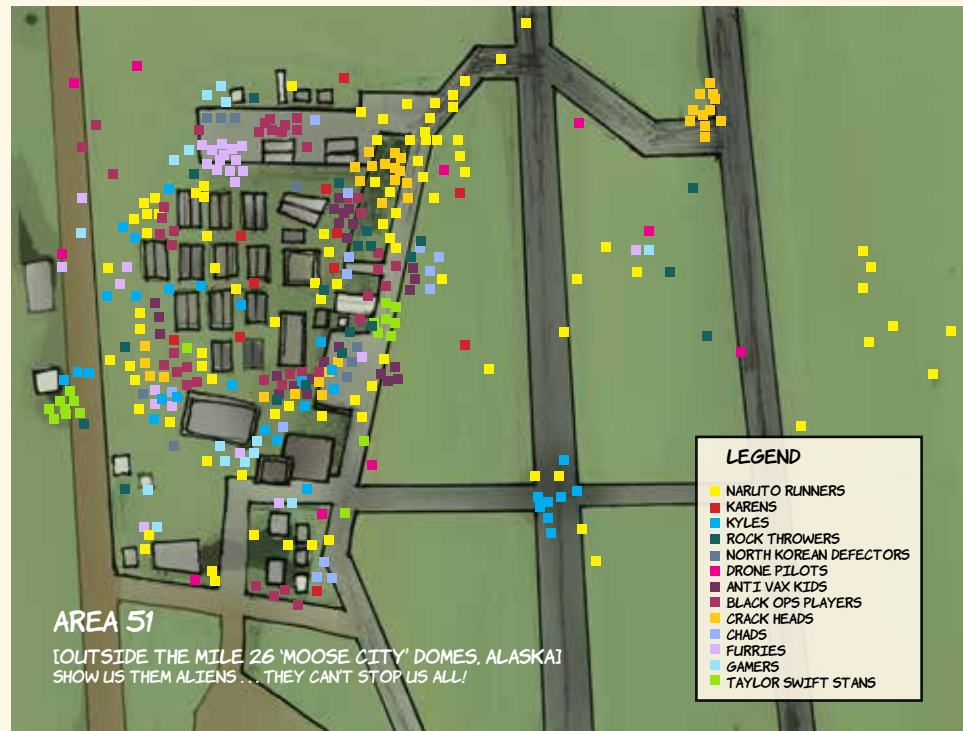 LEGEND
NARUTO RUNNERS
KARENS
KYLES
ROCK THROWERS
NORTH KOREAN DEFECTORS
DRONE PILOTS
ANTI VAX KIDS
BLACK OPS PLAYERS
CRACK HEADS
CHADS
FURRIES
GAMERS
TAYLOR SWIFT STANS
AREA 51
[OUTSIDE THE MILE 26 'MOOSE CITY' DOMES, ALASKA]
SHOW US THEM ALIENS . . . THEY CAN'T STOP US ALL!